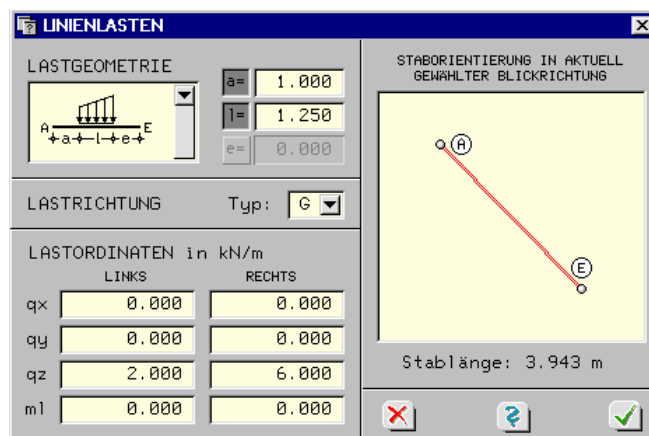 LINIENLASTEN
LASTGEOMETRIE
A a l e E
a= 1.000
l= 1.250
e= 0.000
LASTRICHTUNG Typ: G
LASTORDINATEN in kN/m
LINKS RECHTS
qx 0.000 0.000
qy 0.000 0.000
qz 2.000 6.000
ml 0.000 0.000
STABORIENTIERUNG IN AKTUELL
GEWÄHLTER BLICKRICHTUNG
A
E
Stablänge: 3.943 m